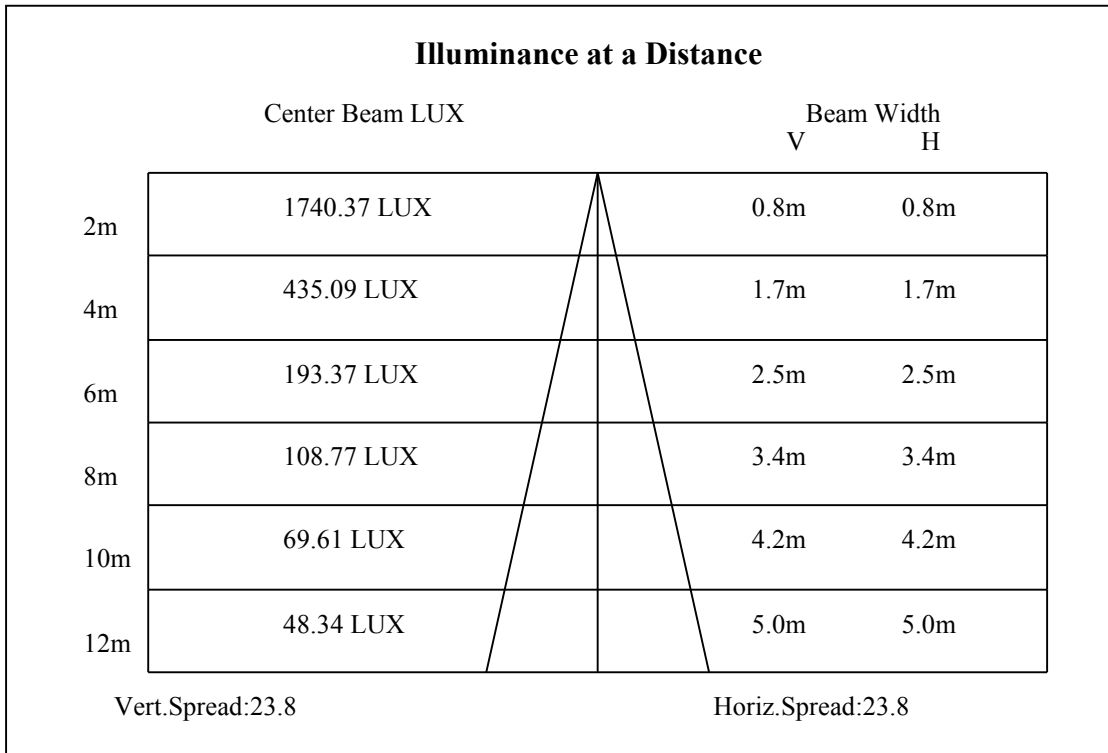 Illuminance at a Distance
Center Beam LUX Beam Width
V H
2m 1740.37 LUX 0.8m 0.8m
4m 435.09 LUX 1.7m 1.7m
6m 193.37 LUX 2.5m 2.5m
8m 108.77 LUX 3.4m 3.4m
10m 69.61 LUX 4.2m 4.2m
12m 48.34 LUX 5.0m 5.0m
Vert.Spread:23.8 Horiz.Spread:23.8